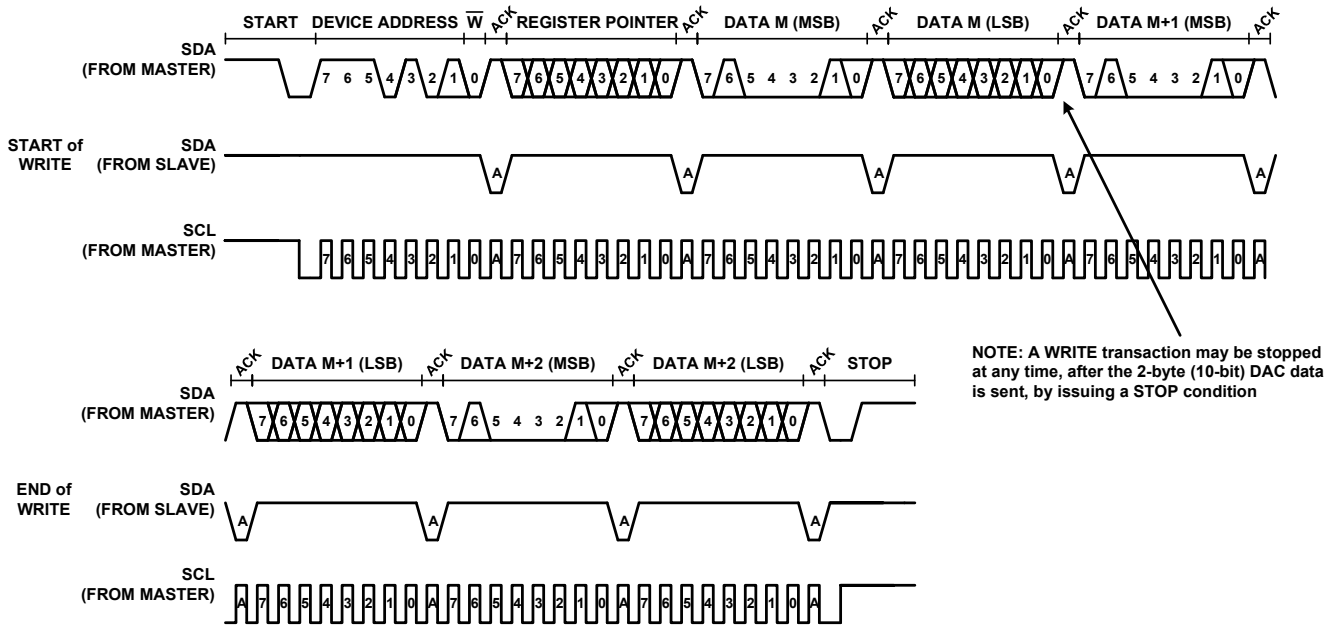 START DEVICE ADDRESS W ACK REGISTER POINTER ACK DATA M (MSB) ACK DATA M (LSB) ACK DATA M+1 (MSB) ACK
SDA
(FROM MASTER)
7 6 5 4 3 2 1 0 7 6 5 4 3 2 1 0 7 6 5 4 3 2 1 0 7 6 5 4 3 2 1 0 7 6 5 4 3 2 1 0
START of
WRITE
SDA
(FROM SLAVE)
A A A A A
SCL
(FROM MASTER)
7 6 5 4 3 2 1 0 A 7 6 5 4 3 2 1 0 A 7 6 5 4 3 2 1 0 A 7 6 5 4 3 2 1 0 A 7 6 5 4 3 2 1 0 A
NOTE: A WRITE transaction may be stopped
at any time, after the 2-byte (10-bit) DAC data
is sent, by issuing a STOP condition
ACK DATA M+1 (LSB) ACK DATA M+2 (MSB) ACK DATA M+2 (LSB) ACK STOP
SDA
(FROM MASTER)
7 6 5 4 3 2 1 0 7 6 5 4 3 2 1 0 7 6 5 4 3 2 1 0
END of
WRITE
SDA
(FROM SLAVE)
A A A A
SCL
(FROM MASTER)
A 7 6 5 4 3 2 1 0 A 7 6 5 4 3 2 1 0 A 7 6 5 4 3 2 1 0 A